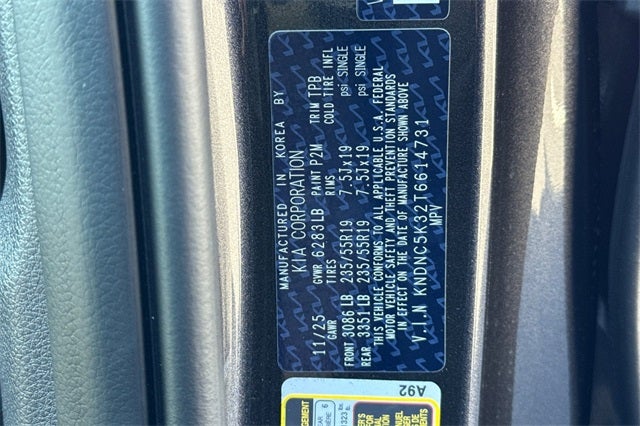 MANUFACTURED IN KOREA BY
KIA CORPORATION
11/25 GVWR 6283LB PAINT P2M TRIM TPB
GAWR TIRES RIMS COLD TIRE INFL
FRONT 3086LB 235/55R19 7.5Jx19 psi SINGLE
REAR 3351LB 235/55R19 7.5Jx19 psi SINGLE
THIS VEHICLE CONFORMS TO ALL APPLICABLE U.S.A. FEDERAL
MOTOR VEHICLE SAFETY AND THEFT PREVENTION STANDARDS
IN EFFECT ON THE DATE OF MANUFACTURE SHOWN ABOVE
V.I.N KNDNC5K32T6614731
MPV
A92